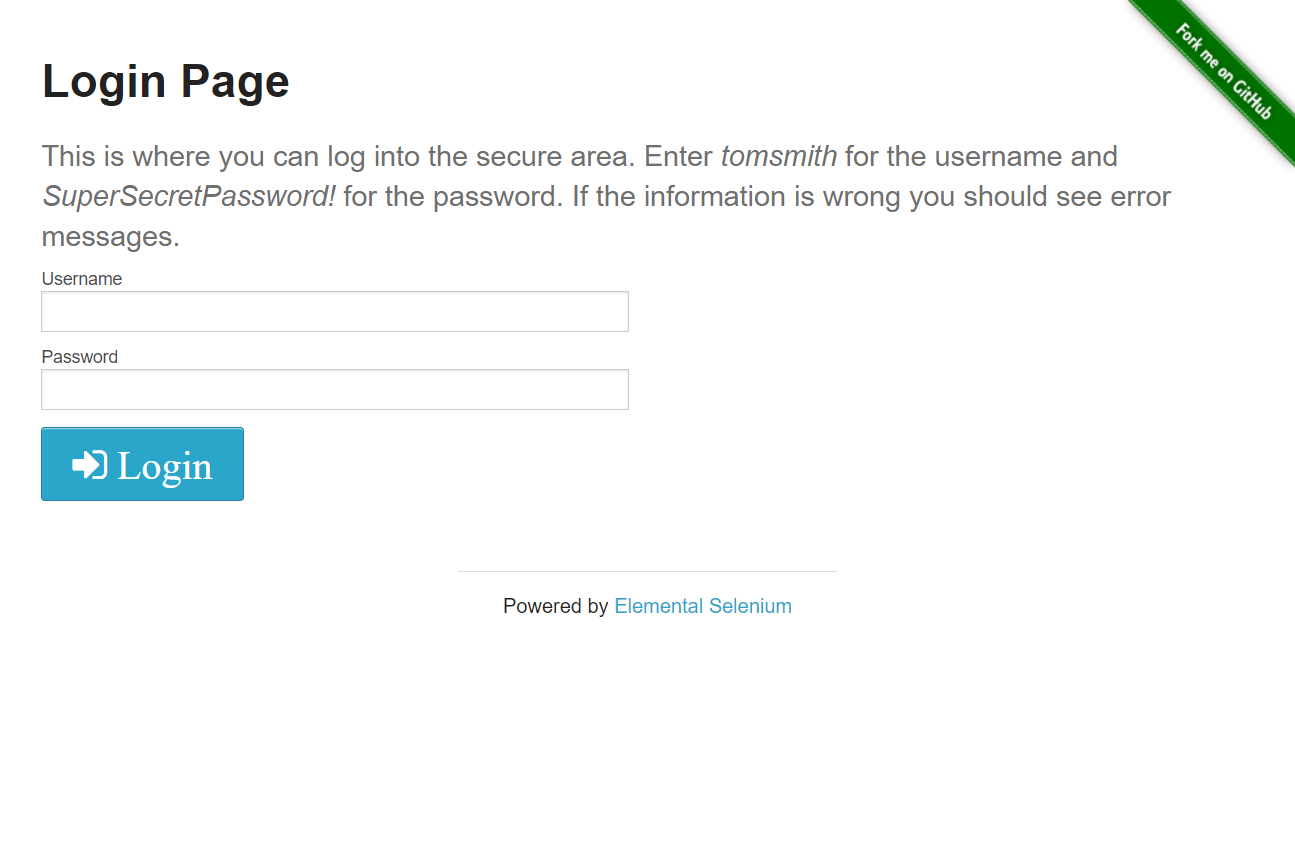 Fork me on GitHub
Login Page
This is where you can log into the secure area. Enter tomsmith for the username and
SuperSecretPassword! for the password. If the information is wrong you should see error
messages.
Username
Password
Login
Powered by Elemental Selenium